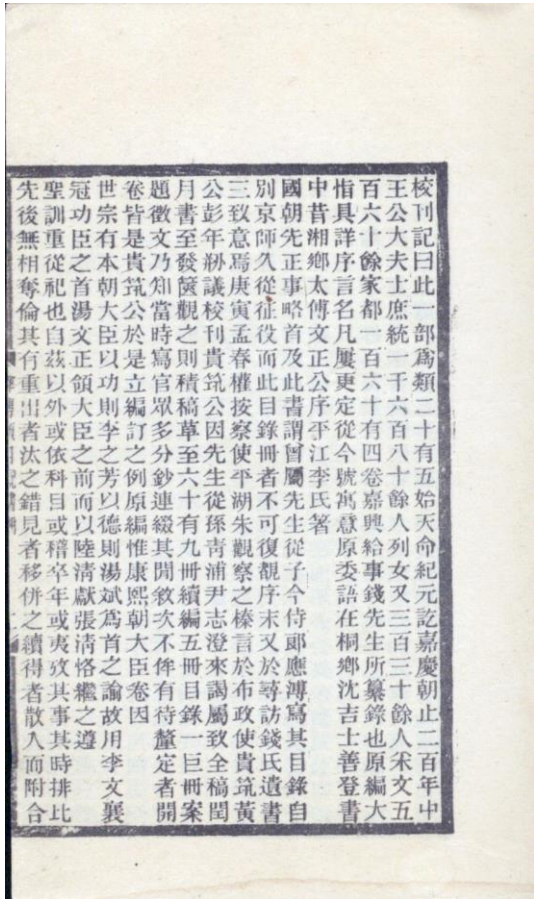 校刊記曰此一部爲類二十有五始天命紀元訖嘉慶朝止二百年中
王公大夫士庶統一千六百八十餘人列女又三百三十餘人宋文五
百六十餘家都一百六十有四卷嘉興給事錢先生所纂錄也原編大
恉具詳序言名凡屢更定從今號寓意原委語在桐鄉沈吉士善登書
中昔湘鄉太傅文正公序平江李氏著
國朝先正事略首及此書謂曾屬先生從子今侍郎應溥寫其目錄自
別京師久從征役而此目錄冊者不可復覩序末又於尋訪錢氏遺書
三致意焉庚寅孟春權按察使平湖朱觀察之榛言於布政使貴筑黃
公彭年刱議校刊貴筑公因先生從孫靑浦尹志澄來謁屬致全稿閏
月書至發篋觀之則積稿草至六十有九冊續編五冊目錄一巨冊案
題徵文乃知當時寫官眾多分鈔連綴其閒敘次不侔有待釐定者開
卷皆是貴筑公於是立編訂之例原編惟康熙朝大臣卷因
世宗有本朝大臣以功則李之芳以德則湯斌爲首之諭故用李文襄
冠功臣之首湯文正領大臣之前而以陸淸獻張淸恪繼之遵
聖訓重從祀也自茲以外或依科目或稽卒年或夷攷其事其時排比
先後無相奪倫其有重出者汰之錯見者移併之續得者散入而附合